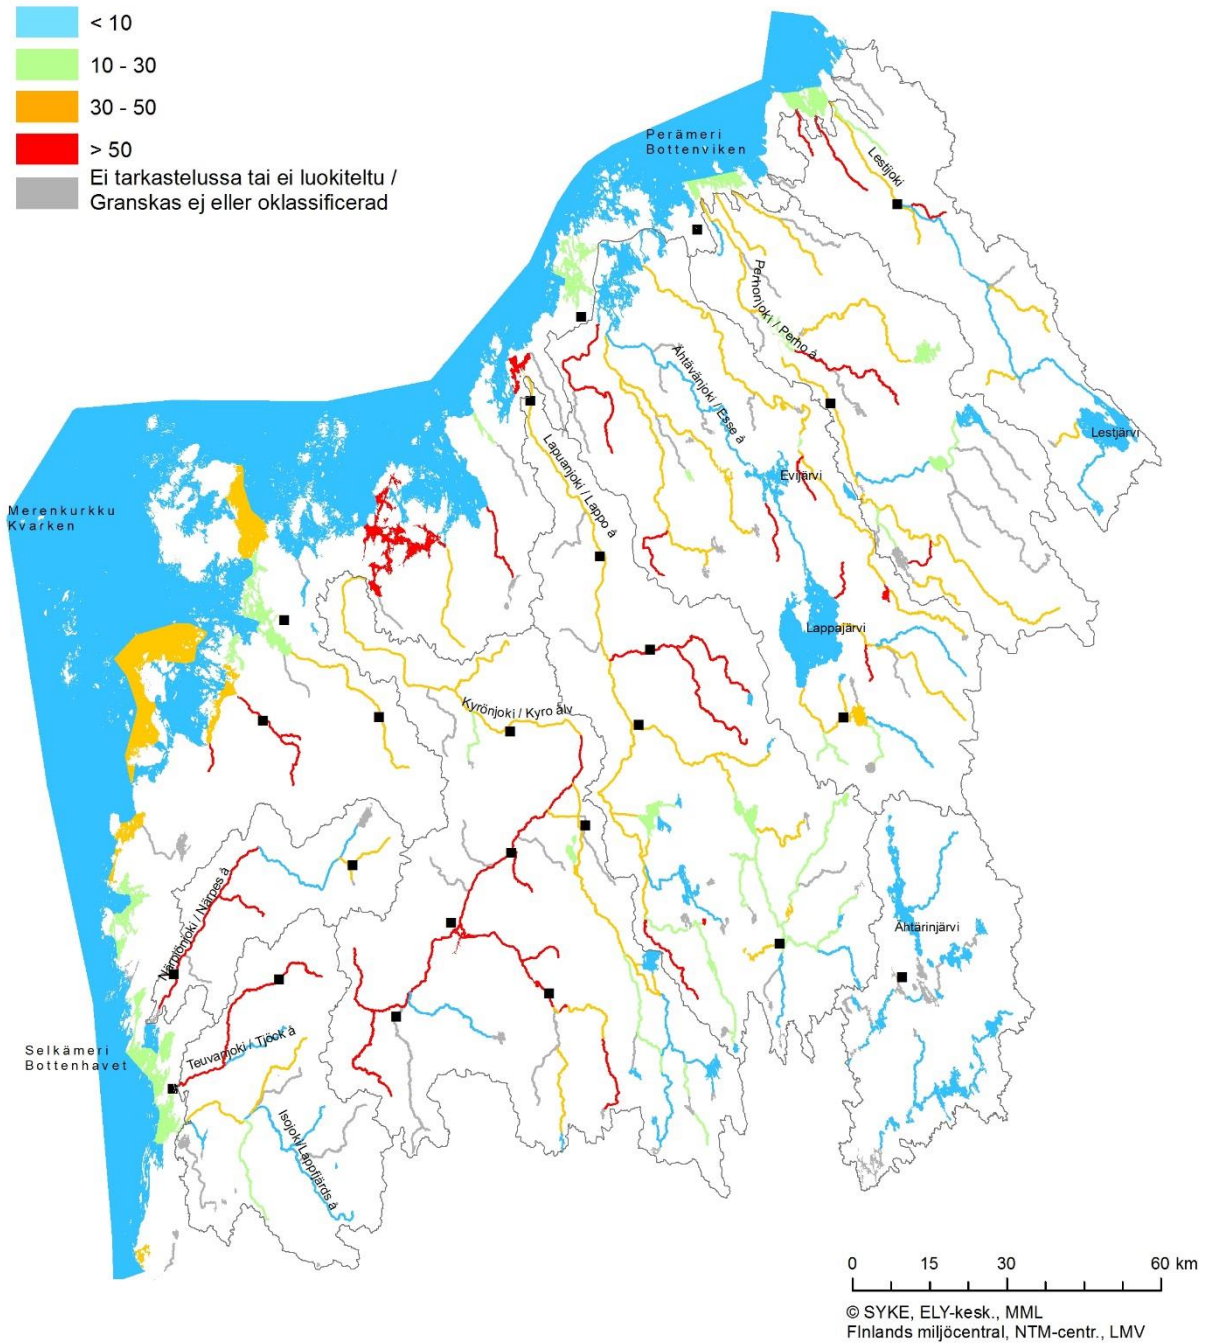 < 10
10 - 30
30 - 50
> 50
Ei tarkastelussa tai ei luokiteltu /
Granskas ej eller oklassificerad
Perämeri
Bottenviken
Lestijoki
Perhonjoki / Perho å
Ähtävänjoki / Esse å
Lestjärvi
Evijärvi
Lapuanjoki / Lappo å
Merenkurkku
Kvarken
Lappajärvi
Kyrönjoki / Kyro älv
Närpiönjoki / Närpes å
Ähtärinjärvi
Selkämeri
Bottenhavet
Teuvanjoki / Tjöck å
Isojoki/Lappfjärds å
0 15 30 60 km
© SYKE, ELY-kesk., MML
FInlands miljöcentral, NTM-centr., LMV